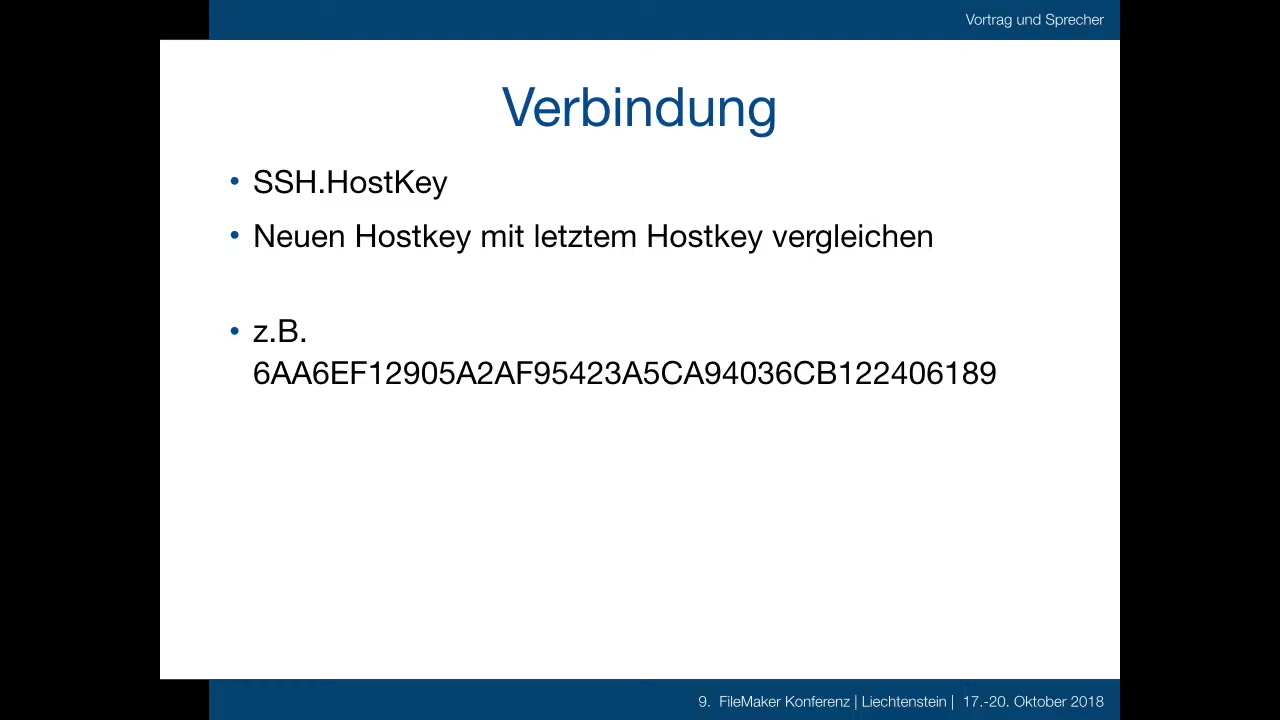 Vortrag und Sprecher
Verbindung
• SSH.HostKey
• Neuen Hostkey mit letztem Hostkey vergleichen
• z.B.
6AA6EF12905A2AF95423A5CA94036CB122406189
9. FileMaker Konferenz | Liechtenstein | 17.-20. Oktober 2018